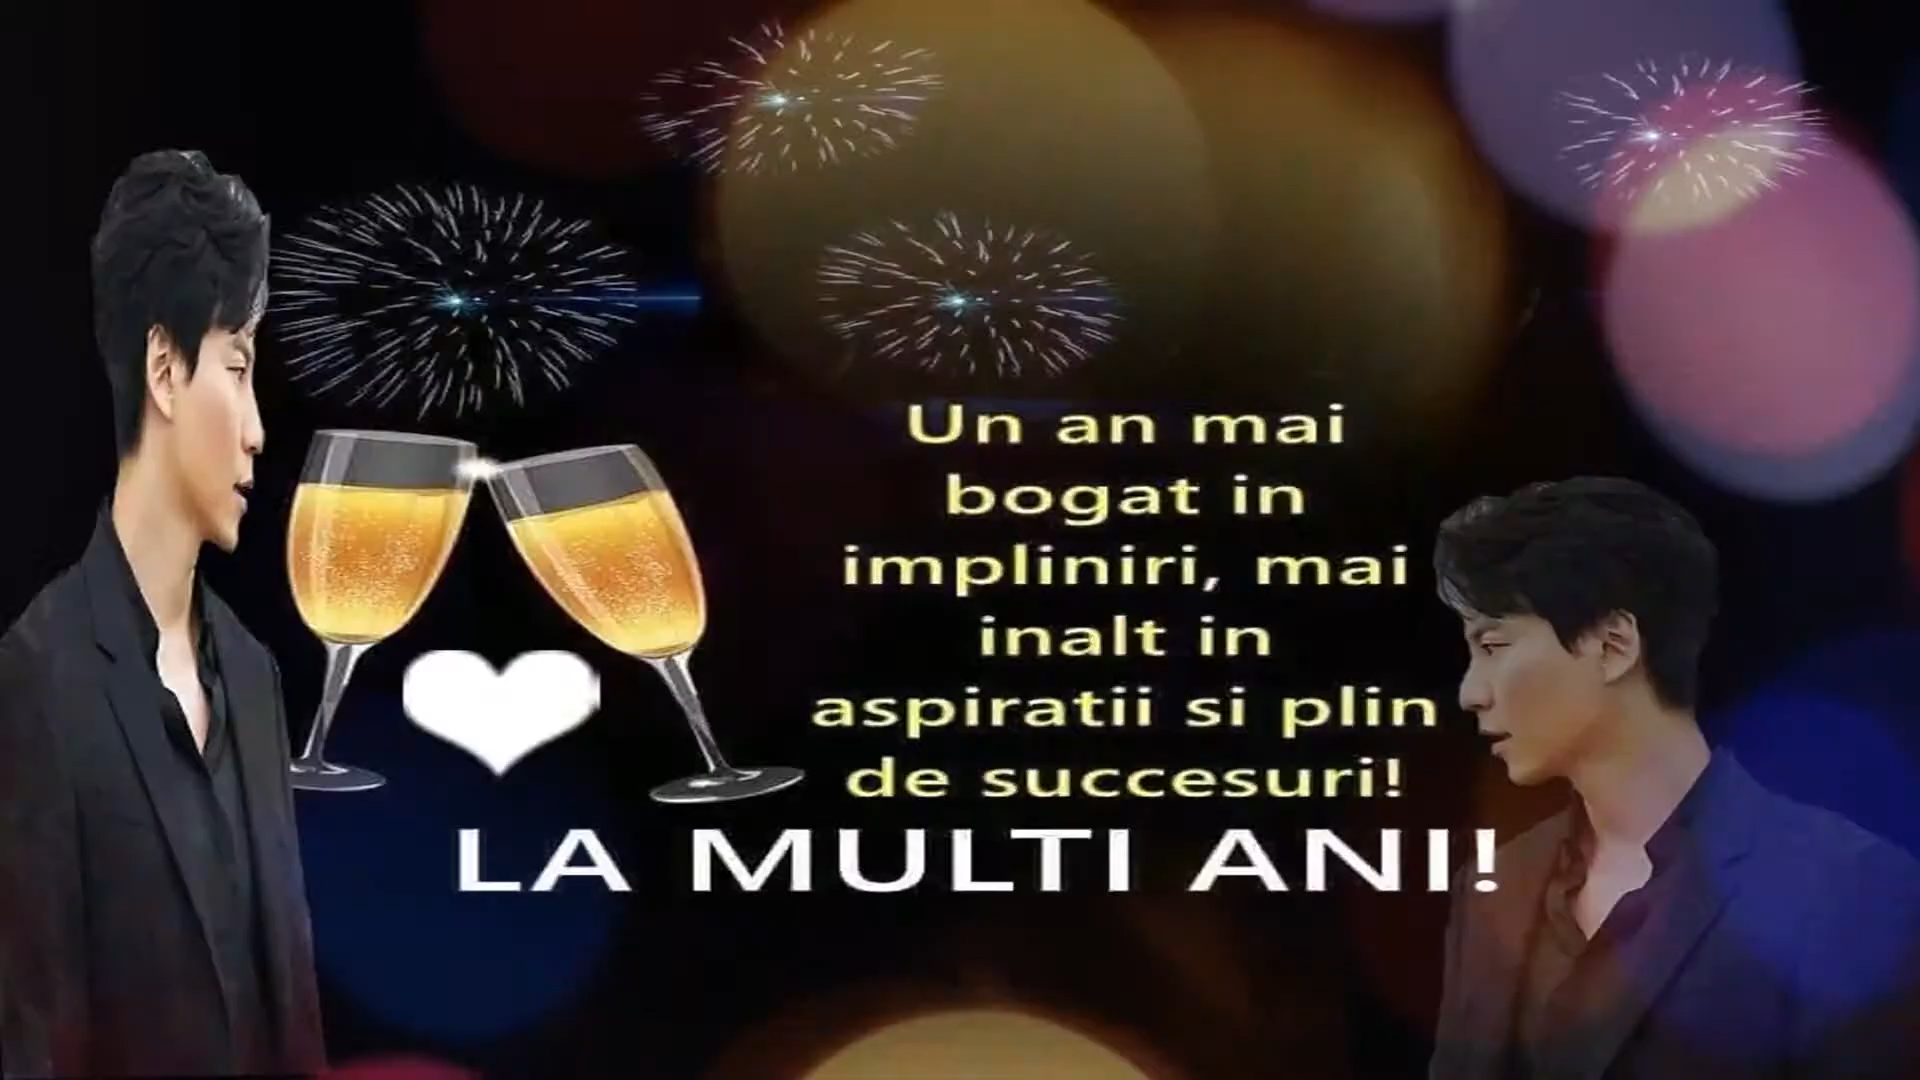 Un an mai
bogat in
impliniri, mai
inalt in
aspiratii si plin
de succesuri!
LA MULTI ANI!